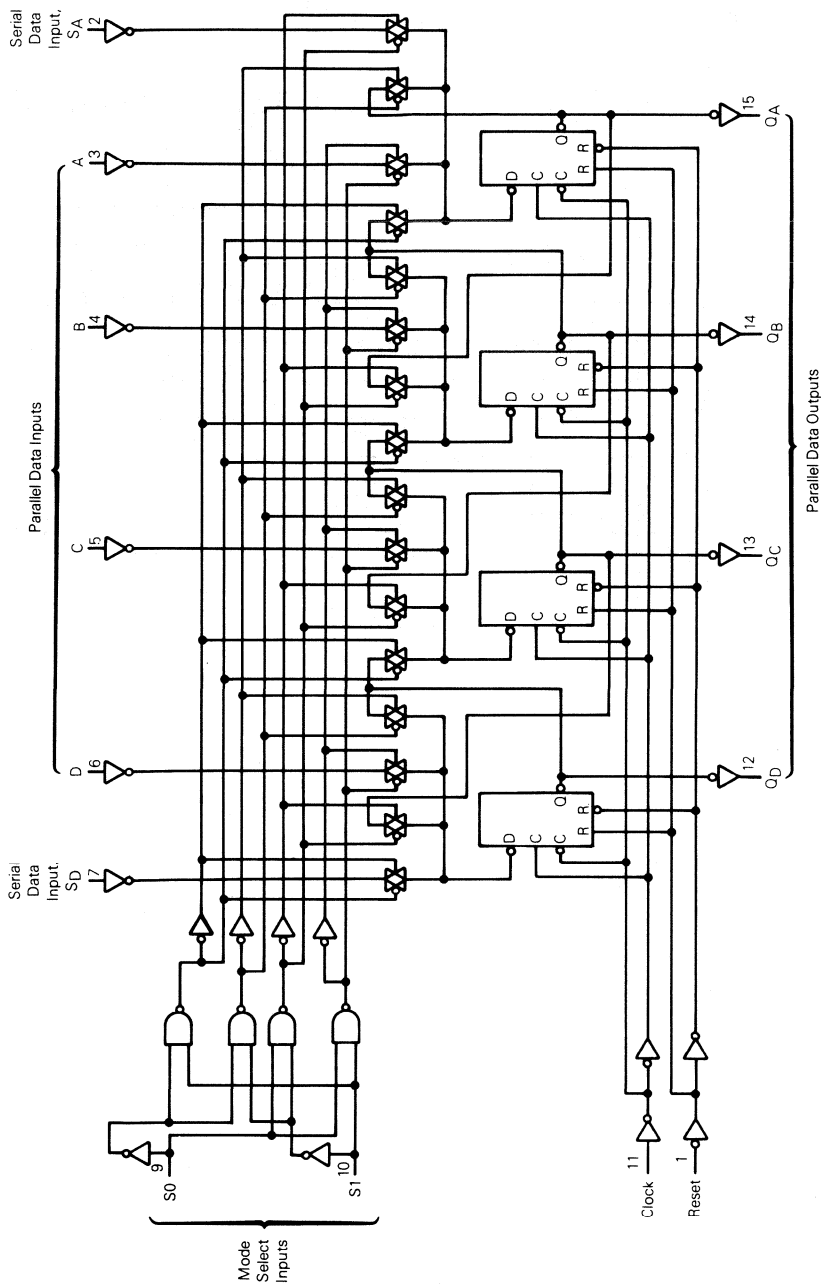 Parallel Data Inputs
Serial
Data
Input.
SD
7
D
6
C
5
B
4
A
3
Serial
Data
Input,
SA
2
Mode
Select
Inputs
S0
9
S1
10
D
C
C
Q
R
R
D
C
C
Q
R
R
D
C
C
Q
R
R
D
C
C
Q
R
R
Clock
11
Reset
1
12
QD
13
QC
14
QB
15
QA
Parallel Data Outputs